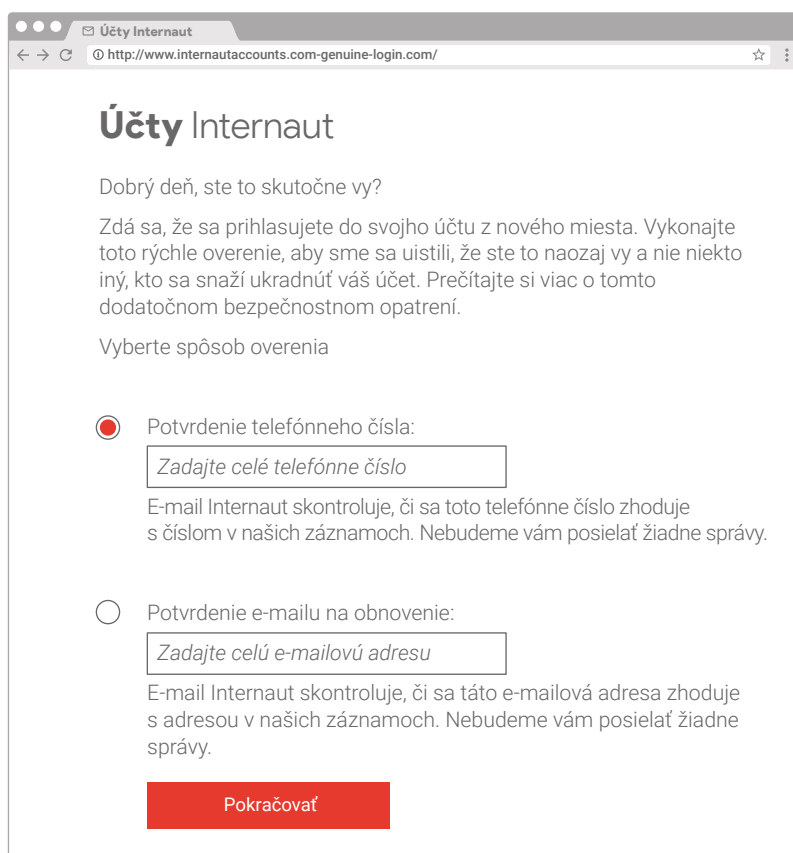 Účty Internaut
http://www.internautaccounts.com-genuine-login.com/
Účty Internaut
Dobrý deň, ste to skutočne vy?
Zdá sa, že sa prihlasujete do svojho účtu z nového miesta. Vykonajte
toto rýchle overenie, aby sme sa uistili, že ste to naozaj vy a nie niekto
iný, kto sa snaží ukradnúť váš účet. Prečítajte si viac o tomto
dodatočnom bezpečnostnom opatrení.
Vyberte spôsob overenia
Potvrdenie telefónneho čísla:
Zadajte celé telefónne číslo
E-mail Internaut skontroluje, či sa toto telefónne číslo zhoduje
s číslom v našich záznamoch. Nebudeme vám posielať žiadne správy.
Potvrdenie e-mailu na obnovenie:
Zadajte celú e-mailovú adresu
E-mail Internaut skontroluje, či sa táto e-mailová adresa zhoduje
s adresou v našich záznamoch. Nebudeme vám posielať žiadne
správy.
Pokračovať